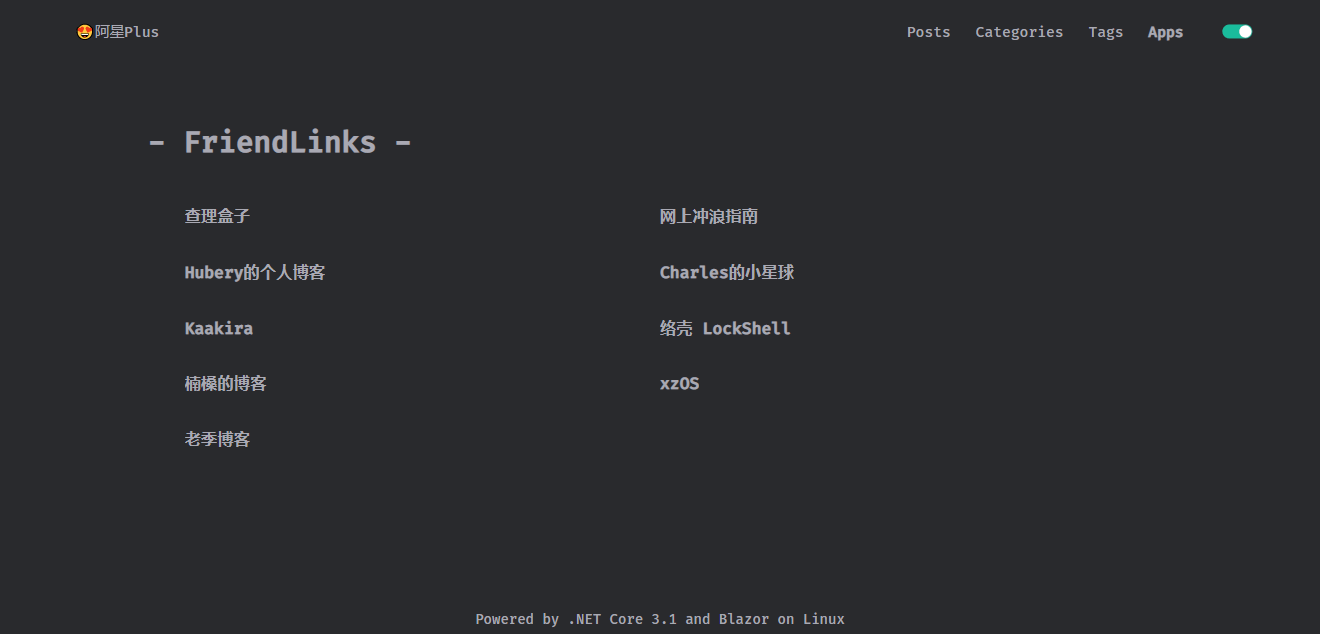 😍阿星Plus Posts Categories Tags Apps
- FriendLinks -
查理盒子 网上冲浪指南
Hubery的个人博客 Charles的小星球
Kaakira 络壳 LockShell
楠橡的博客 xzOS
老季博客
Powered by .NET Core 3.1 and Blazor on Linux